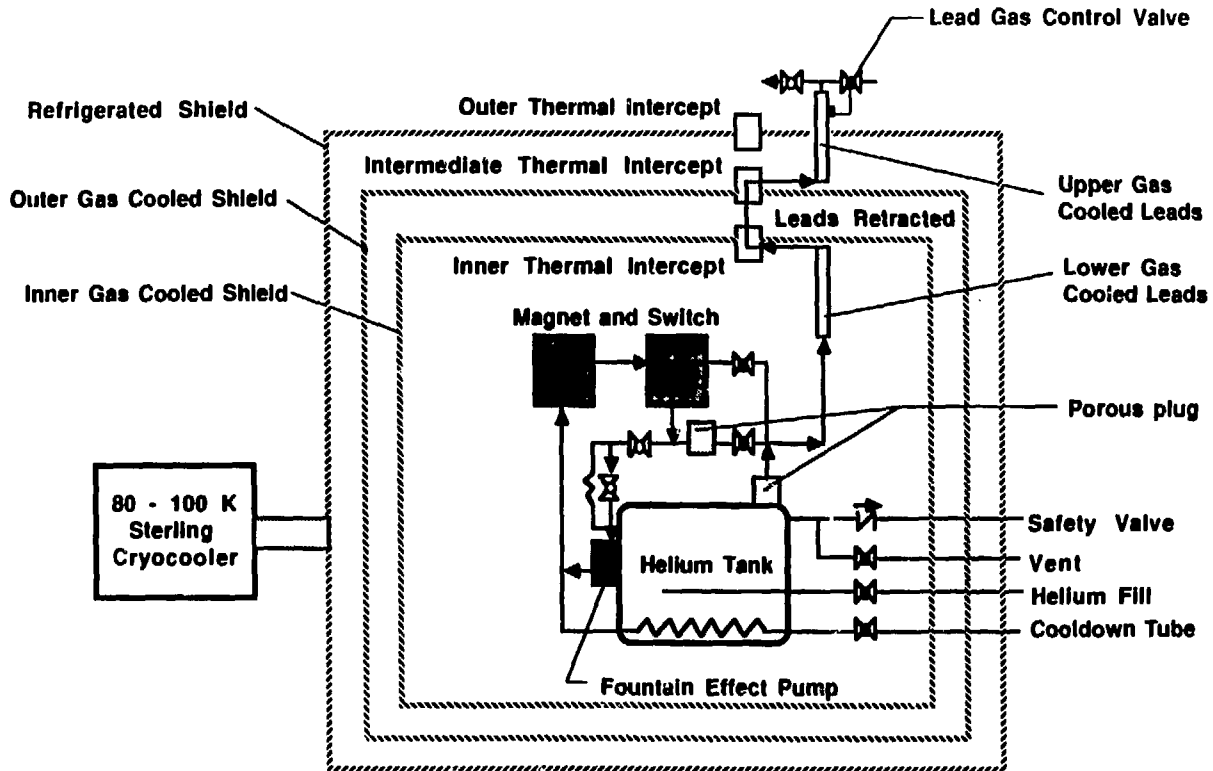 Lead Gas Control Valve
Refrigerated Shield
Outer Thermal intercept
Intermediate Thermal Intercept
Outer Gas Cooled Shield
Upper Gas
Cooled Leads
Leads Retracted
Inner Thermal Intercept
Inner Gas Cooled Shield
Lower Gas
Cooled Leads
Magnet and Switch
Porous plug
80 - 100 K
Sterling
Cryocooler
Helium Tank
Safety Valve
Vent
Helium Fill
Cooldown Tube
Fountain Effect Pump